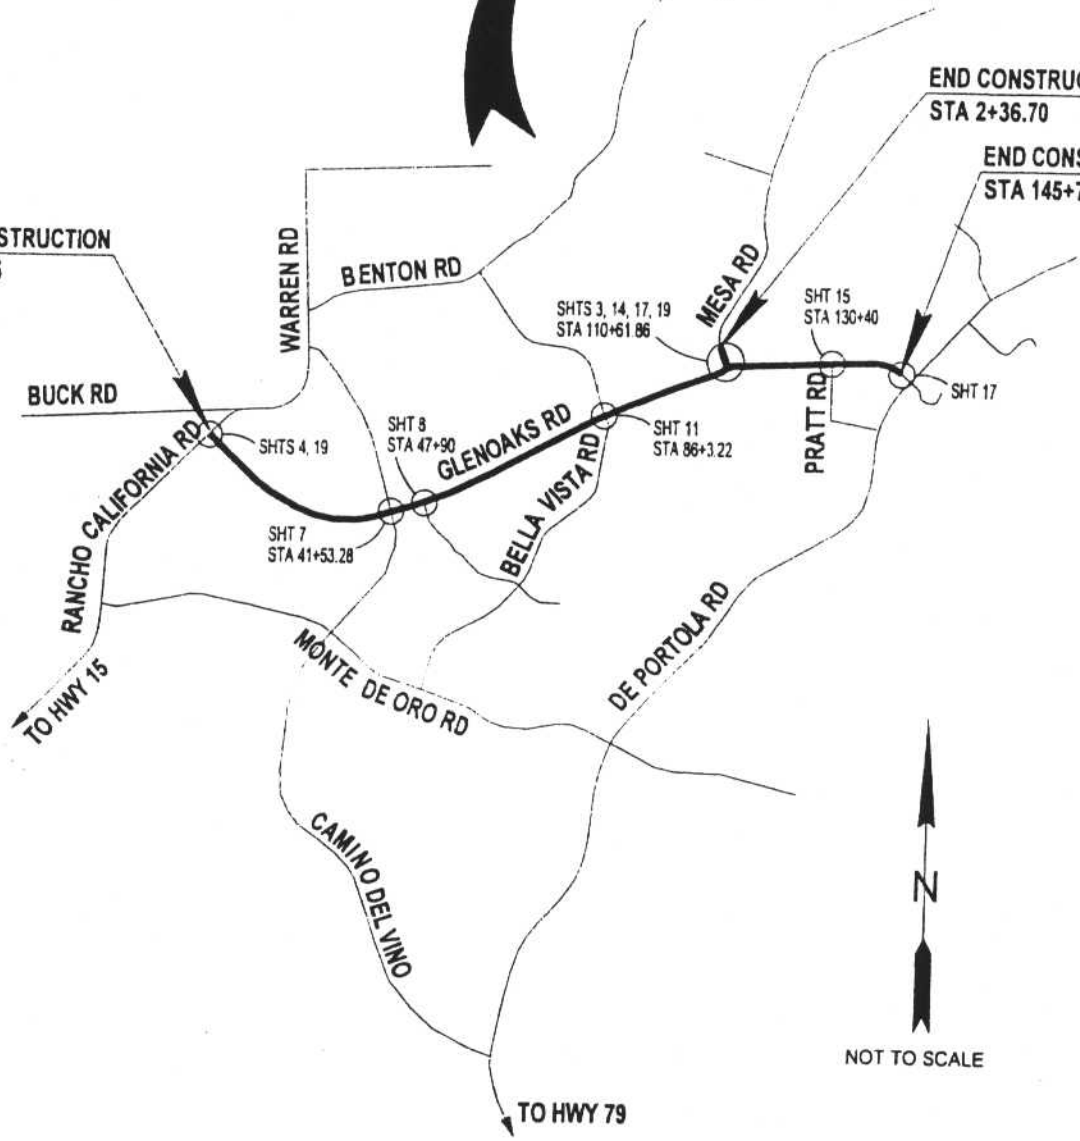 END CONSTRUC
STA 2+36.70
END CONS
STA 145+7
STRUCTION
WARREN RD
BENTON RD
MESA RD
SHTS 3, 14, 17, 19
STA 110+61.86
SHT 15
STA 130+40
BUCK RD
SHT 17
PRATT RD
SHT 8
STA 47+90
GLENOAKS RD
SHT 11
STA 86+3.22
SHTS 4, 19
RANCHO CALIFORNIA RD
BELLA VISTA RD
SHT 7
STA 41+53.28
TO HWY 15
MONTE DE ORO RD
DE PORTOLA RD
CAMINO DEL VINO
N
NOT TO SCALE
TO HWY 79